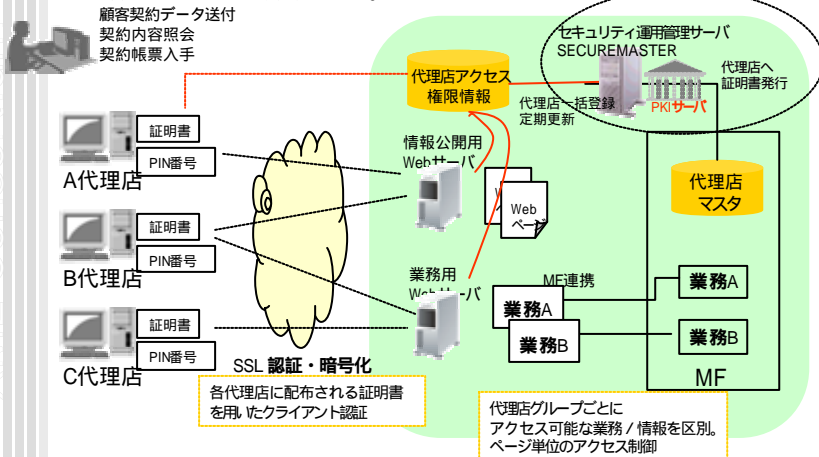 顧客契約データ送付
契約内容照会
契約帳票入手
セキュリティ運用管理サーバ
SECUREMASTER
代理店アクセス
権限情報
代理店一括登録
定期更新
PKIサーバ
代理店へ
証明書発行
証明書
PIN番号
A代理店
情報公開用
Webサーバ
Web
ページ
代理店
マスタ
証明書
PIN番号
B代理店
業務用
Webサーバ
MF連携
業務A
業務B
業務A
業務B
MF
証明書
PIN番号
C代理店
SSL 認証・暗号化
各代理店に配布される証明書
を用いたクライアント認証
代理店グループごとに
アクセス可能な業務/情報を区別。
ページ単位のアクセス制御